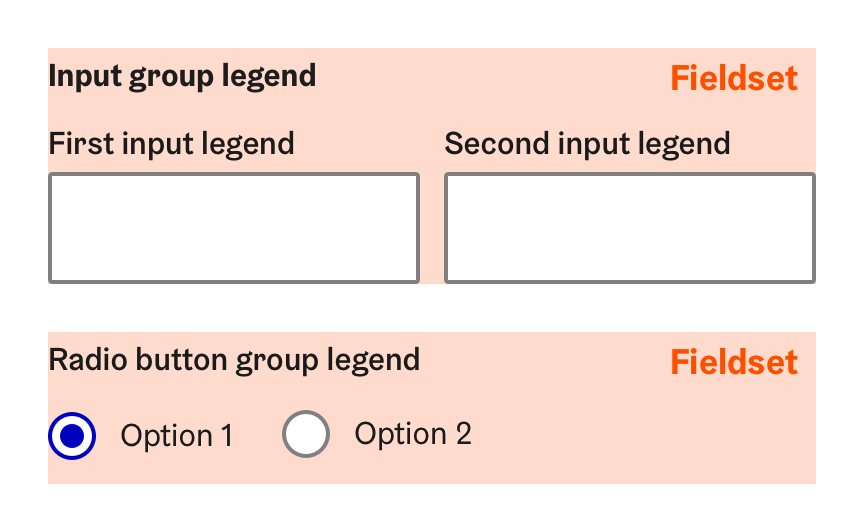 Input group legend Fieldset
First input legend Second input legend
Radio button group legend Fieldset
Option 1 Option 2